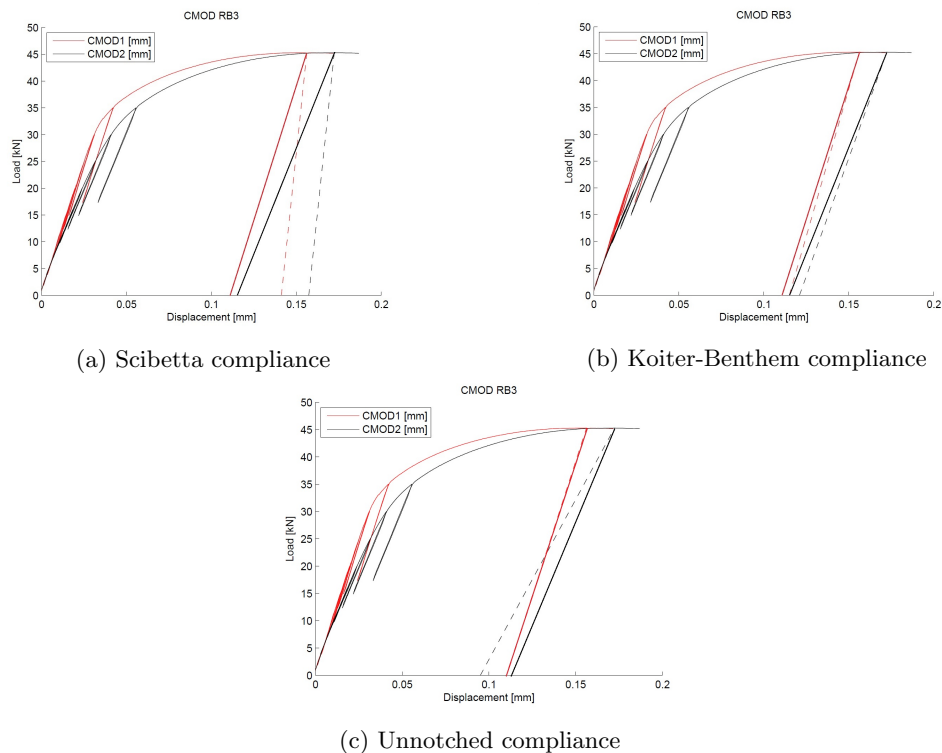 CMOD RB3
50
45
40
35
30
25
20
15
10
5
0
Load [kN]
CMOD1 [mm]
CMOD2 [mm]
0 0.05 0.1 0.15 0.2
Displacement [mm]
(a) Scibetta compliance
CMOD RB3
50
45
40
35
30
25
20
15
10
5
0
Load [kN]
CMOD1 [mm]
CMOD2 [mm]
0 0.05 0.1 0.15 0.2
Displacement [mm]
(b) Koiter-Benthem compliance
CMOD RB3
50
45
40
35
30
25
20
15
10
5
0
Load [kN]
CMOD1 [mm]
CMOD2 [mm]
0 0.05 0.1 0.15 0.2
Displacement [mm]
(c) Unnotched compliance